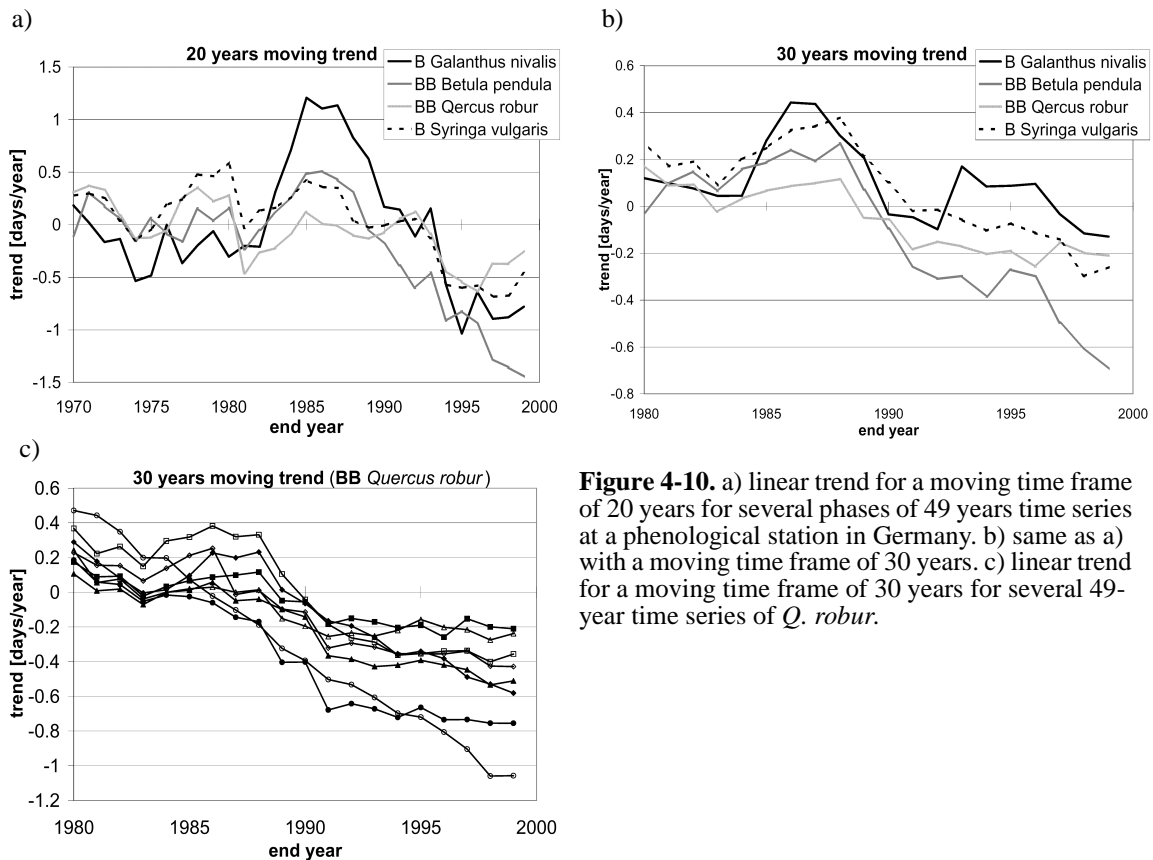 a)
20 years moving trend
B Galanthus nivalis
BB Betula pendula
BB Qercus robur
B Syringa vulgaris
trend [days/year]
1.5
1
0.5
0
-0.5
-1
-1.5
1970 1975 1980 1985 1990 1995 2000
end year
b)
30 years moving trend
B Galanthus nivalis
BB Betula pendula
BB Qercus robur
B Syringa vulgaris
trend [days/year]
0.6
0.4
0.2
0
-0.2
-0.4
-0.6
-0.8
1980 1985 1990 1995 2000
end year
c)
30 years moving trend (BB Quercus robur)
trend [days/year]
0.6
0.4
0.2
0
-0.2
-0.4
-0.6
-0.8
-1
-1.2
1980 1985 1990 1995 2000
end year
Figure 4-10. a) linear trend for a moving time frame
of 20 years for several phases of 49 years time series
at a phenological station in Germany. b) same as a)
with a moving time frame of 30 years. c) linear trend
for a moving time frame of 30 years for several 49-
year time series of Q. robur.